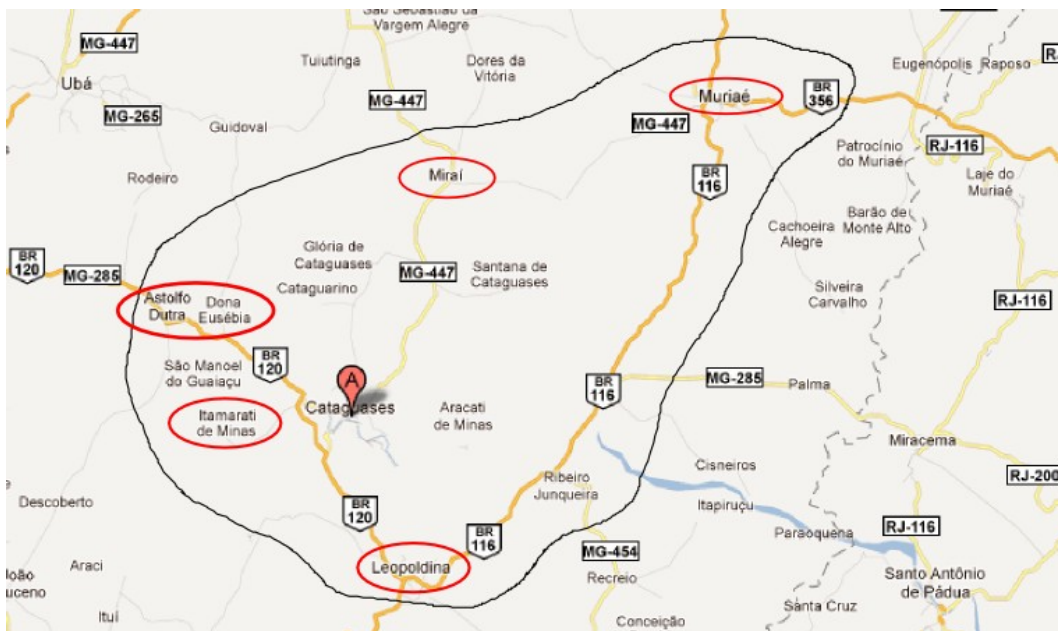 São Sebastião da
Vargem Alegre
MG-447
Tuiutinga
Dores da
Vitória
Eugenópolis
Raposo
Ubá
MG-265
MG-447
Muriaé
BR
356
Guidoval
MG-447
Patrocínio
do Muriaé
RJ-116
Laje do
Muriaé
Rodeiro
Miraí
BR
116
Barão de
Monte Alto
Cachoeira
Alegre
BR
120
MG-285
Glória de
Cataguases
MG-447
Santana de
Cataguases
Cataguarino
Silveira
Carvalho
Astolfo
Dutra
Dona
Eusébia
RJ-116
São Manoel
do Guaiaçu
BR
120
A
BR
116
MG-285
Palma
Cataguases
Itamarati
de Minas
Aracati
de Minas
Miracema
Cisneiros
Ribeiro
Junqueira
RJ-200
Descoberto
BR
120
Itapiruçu
BR
116
Paraoquena
RJ-116
MG-454
Araci
Leopoldina
Recreio
Santo Antônio
de Pádua
João
uceno
Ituí
Santa Cruz
Conceição